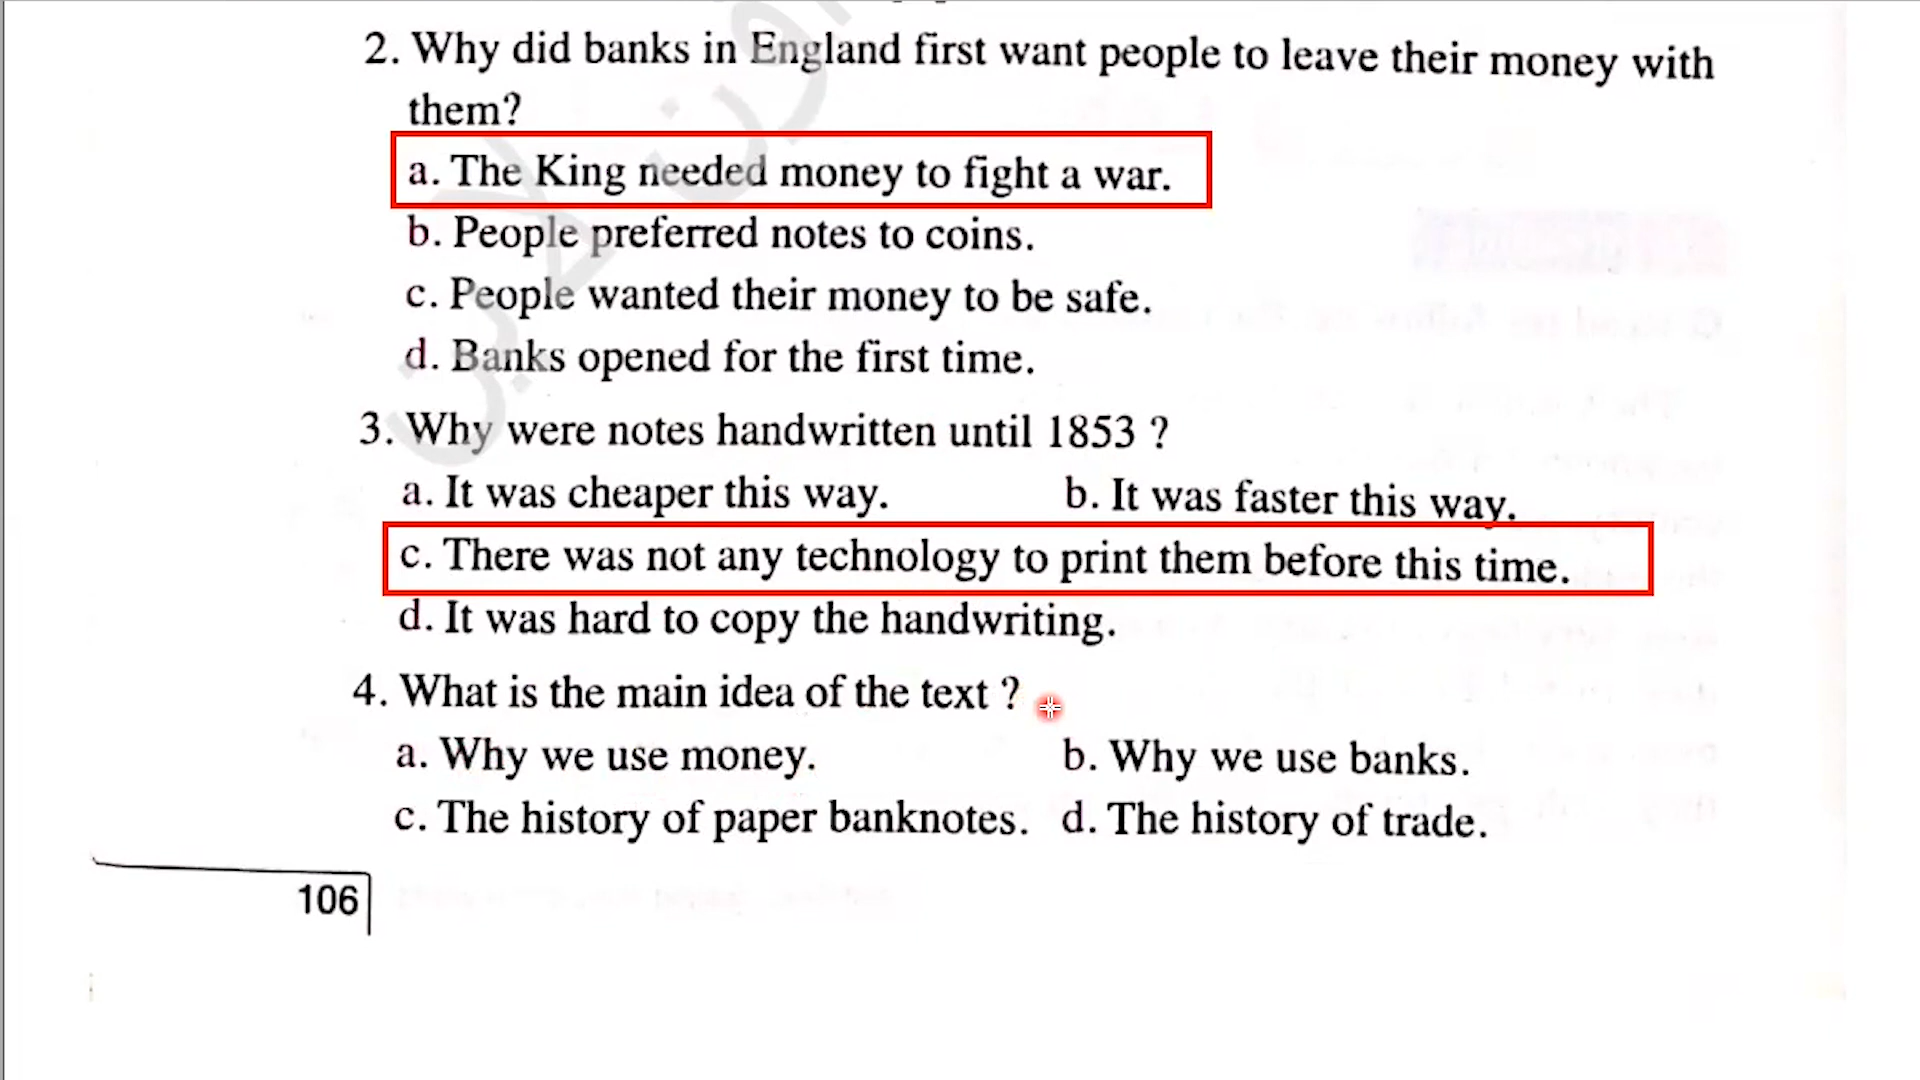 2. Why did banks in England first want people to leave their money with
them?
a. The King needed money to fight a war.
b. People preferred notes to coins.
c. People wanted their money to be safe.
d. Banks opened for the first time.
3. Why were notes handwritten until 1853 ?
a. It was cheaper this way. b. It was faster this way.
c. There was not any technology to print them before this time.
d. It was hard to copy the handwriting.
4. What is the main idea of the text ?
a. Why we use money. b. Why we use banks.
c. The history of paper banknotes. d. The history of trade.
106